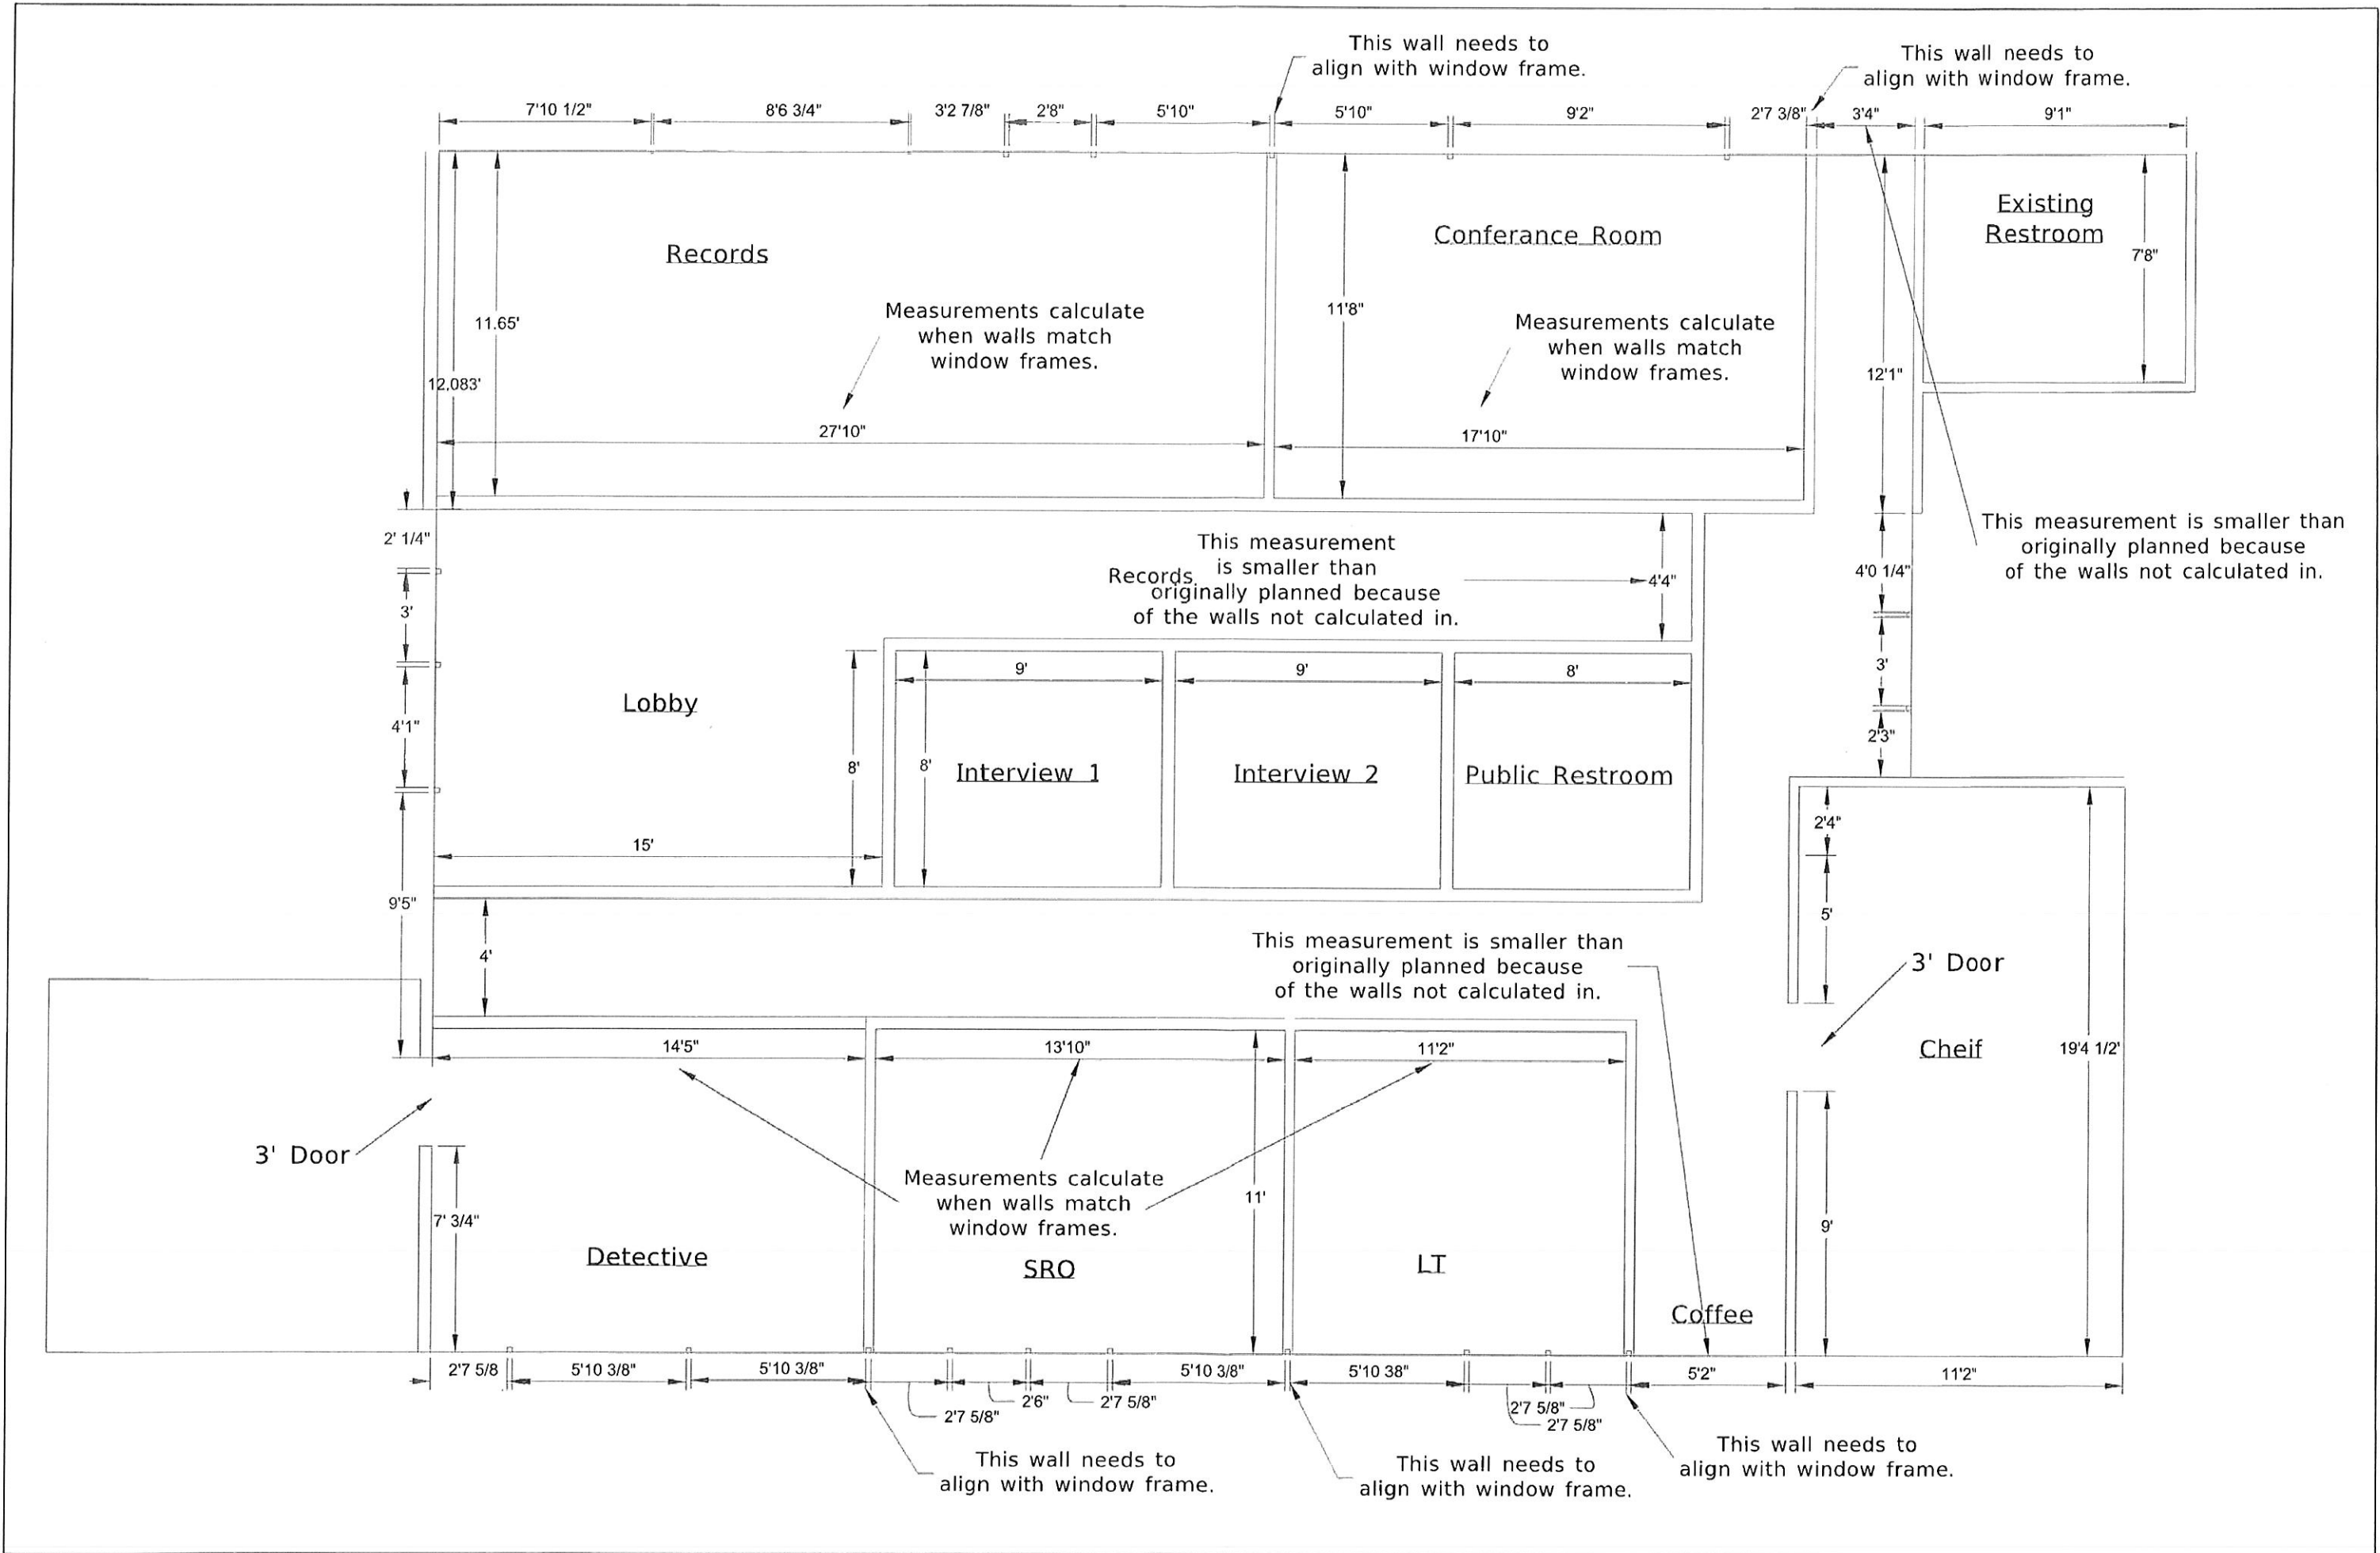 This wall needs to
align with window frame.
This wall needs to
align with window frame.
7'10 1/2"
8'6 3/4"
3'2 7/8"
2'8"
5'10"
5'10"
9'2"
2'7 3/8"
3'4"
9'1"
Records
Conferance Room
Existing
Restroom
7'8"
11.65'
11'8"
12.083'
12'1"
Measurements calculate
when walls match
window frames.
Measurements calculate
when walls match
window frames.
27'10"
17'10"
2' 1/4"
3'
4'1"
9'5"
This measurement
is smaller than
Records
originally planned because
of the walls not calculated in.
4'4"
4'0 1/4"
3'
2'3"
This measurement is smaller than
originally planned because
of the walls not calculated in.
Lobby
15'
8'
8'
9'
9'
8'
Interview 1
Interview 2
Public Restroom
4'
This measurement is smaller than
originally planned because
of the walls not calculated in.
2'4"
5'
3' Door
Cheif
19'4 1/2'
9'
14'5"
13'10"
11'2"
3' Door
7' 3/4"
Measurements calculate
when walls match
window frames.
11'
Detective
SRO
LT
Coffee
2'7 5/8
5'10 3/8"
5'10 3/8"
2'7 5/8"
2'6"
2'7 5/8"
5'10 3/8"
5'10 38"
2'7 5/8"
2'7 5/8"
5'2"
11'2"
This wall needs to
align with window frame.
This wall needs to
align with window frame.
This wall needs to
align with window frame.